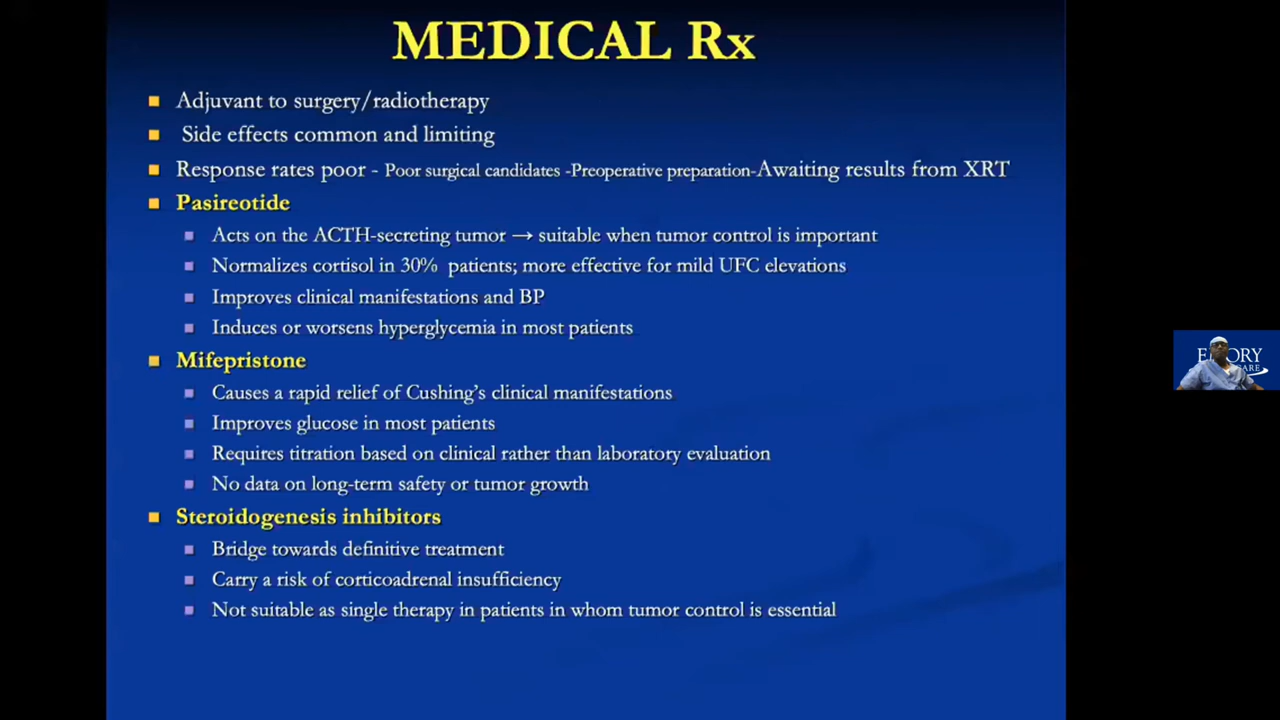 MEDICAL Rx
Adjuvant to surgery/radiotherapy
Side effects common and limiting
Response rates poor - Poor surgical candidates -Preoperative preparation-Awaiting results from XRT
Pasireotide
Acts on the ACTH-secreting tumor → suitable when tumor control is important
Normalizes cortisol in 30% patients; more effective for mild UFC elevations
Improves clinical manifestations and BP
Induces or worsens hyperglycemia in most patients
Mifepristone
Causes a rapid relief of Cushing's clinical manifestations
Improves glucose in most patients
Requires titration based on clinical rather than laboratory evaluation
No data on long-term safety or tumor growth
Steroidogenesis inhibitors
Bridge towards definitive treatment
Carry a risk of corticoadrenal insufficiency
Not suitable as single therapy in patients in whom tumor control is essential